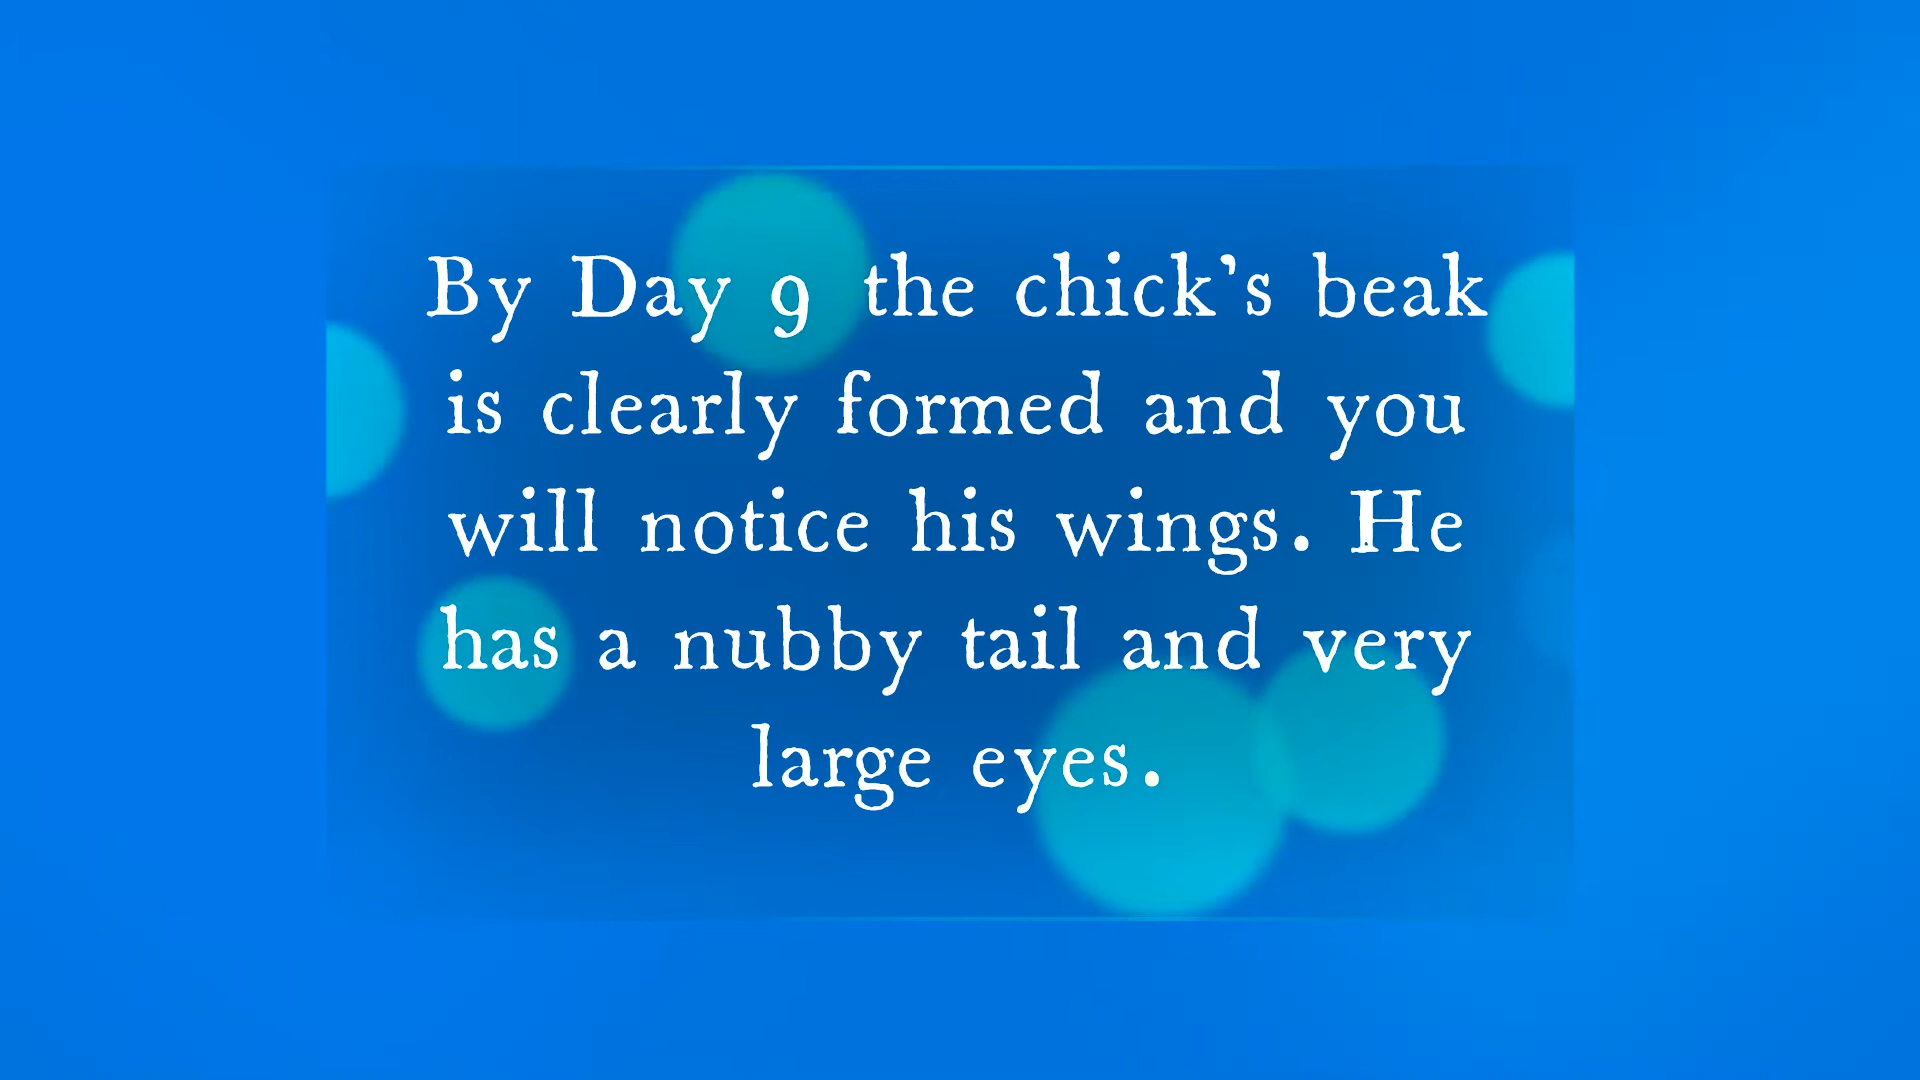 By Day 9 the chick’s beak
is clearly formed and you
will notice his wings. He
has a nubby tail and very
large eyes.